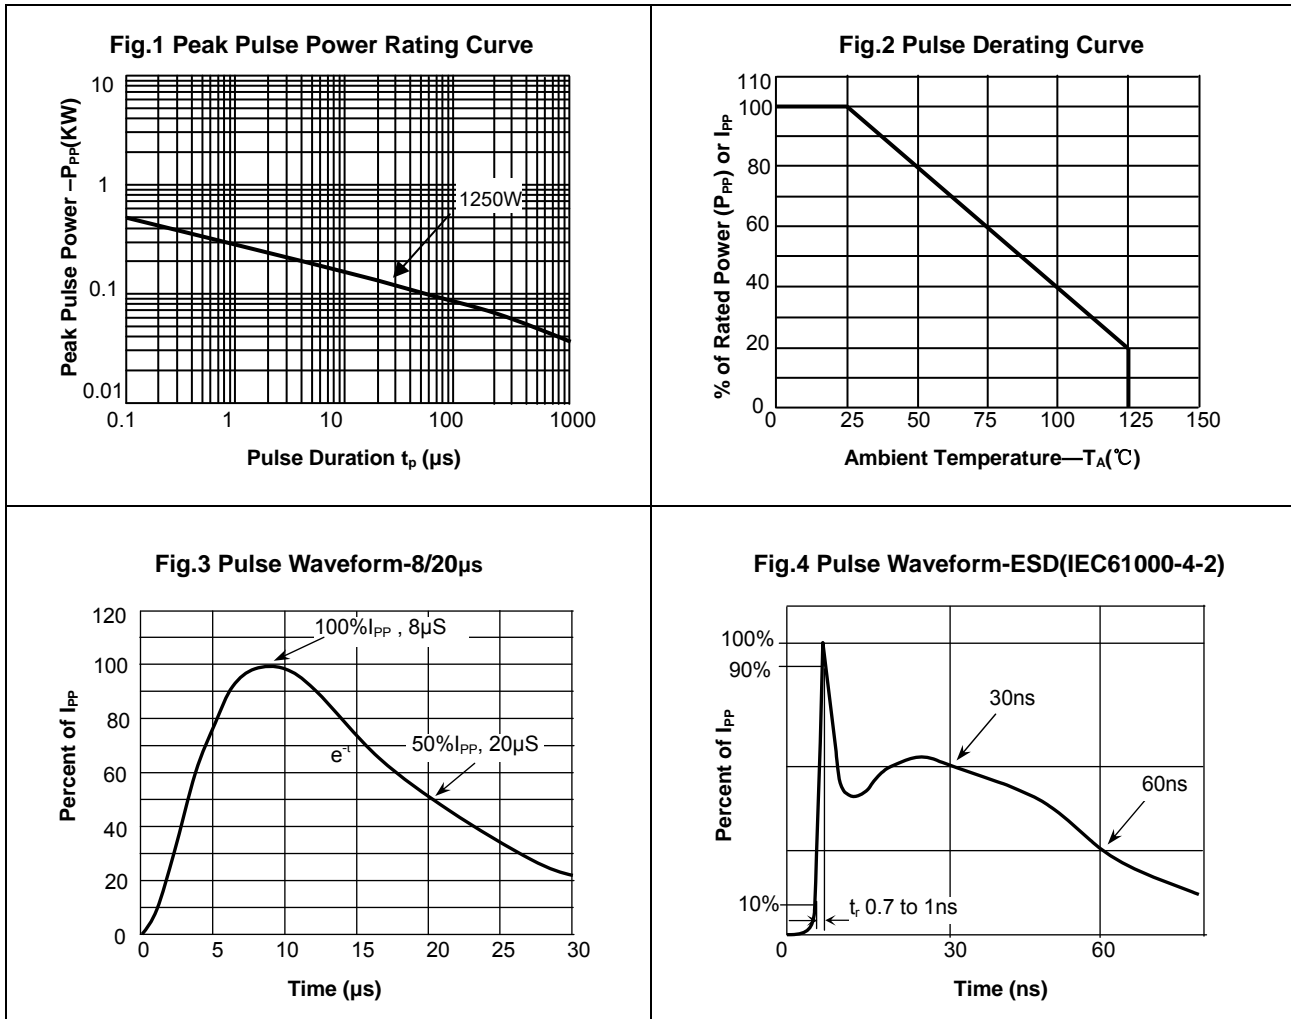 Fig.1 Peak Pulse Power Rating Curve
Peak Pulse Power –PPP(KW)
10
1
0.1
0.01
1250W
0.1 1 10 100 1000
Pulse Duration tp (µs)
Fig.2 Pulse Derating Curve
% of Rated Power (PPP) or IPP
110
100
80
60
40
20
0
0 25 50 75 100 125 150
Ambient Temperature—TA(℃)
Fig.3 Pulse Waveform-8/20µs
Percent of IPP
120
100
80
60
40
20
0
100%IPP , 8µS
e-t
50%IPP, 20µS
0 5 10 15 20 25 30
Time (µs)
Fig.4 Pulse Waveform-ESD(IEC61000-4-2)
Percent of IPP
100%
90%
10%
30ns
60ns
tr 0.7 to 1ns
0 30 60
Time (ns)